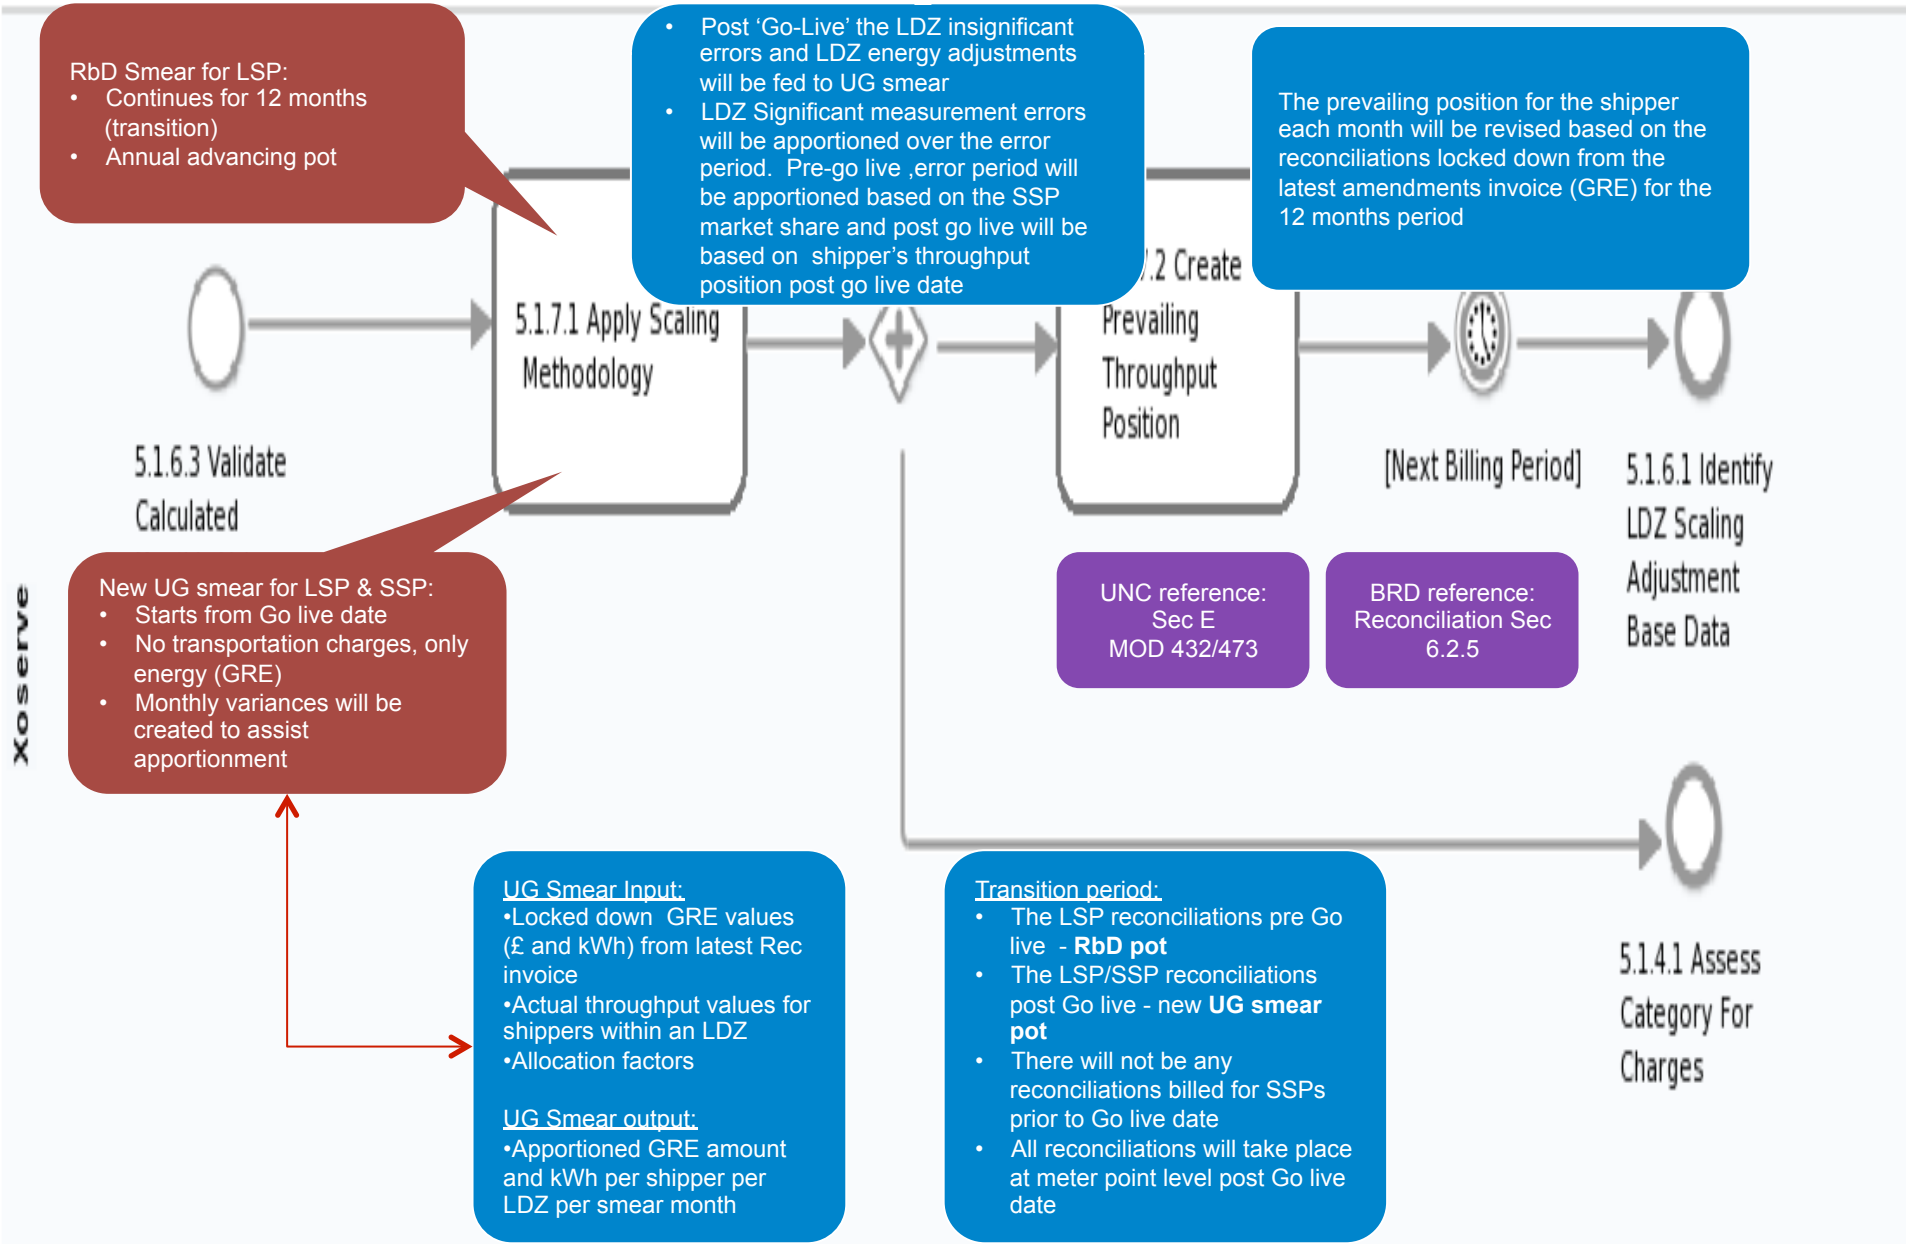 RbD Smear for LSP:
• Continues for 12 months
(transition)
• Annual advancing pot
• Post ‘Go-Live’ the LDZ insignificant
errors and LDZ energy adjustments
will be fed to UG smear
• LDZ Significant measurement errors
will be apportioned over the error
period. Pre-go live ,error period will
be apportioned based on the SSP
market share and post go live will be
based on shipper’s throughput
position post go live date
The prevailing position for the shipper
each month will be revised based on the
reconciliations locked down from the
latest amendments invoice (GRE) for the
12 months period
5.1.6.3 Validate
Calculated
5.1.7.1 Apply Scaling
Methodology
.2 Create
Prevailing
Throughput
Position
[Next Billing Period]
5.1.6.1 Identify
LDZ Scaling
Adjustment
Base Data
Xoserve
New UG smear for LSP & SSP:
• Starts from Go live date
• No transportation charges, only
energy (GRE)
• Monthly variances will be
created to assist
apportionment
UNC reference:
Sec E
MOD 432/473
BRD reference:
Reconciliation Sec
6.2.5
UG Smear Input:
•Locked down GRE values
(£ and kWh) from latest Rec
invoice
•Actual throughput values for
shippers within an LDZ
•Allocation factors
UG Smear output:
•Apportioned GRE amount
and kWh per shipper per
LDZ per smear month
Transition period:
• The LSP reconciliations pre Go
live - RbD pot
• The LSP/SSP reconciliations
post Go live - new UG smear
pot
• There will not be any
reconciliations billed for SSPs
prior to Go live date
• All reconciliations will take place
at meter point level post Go live
date
5.1.4.1 Assess
Category For
Charges